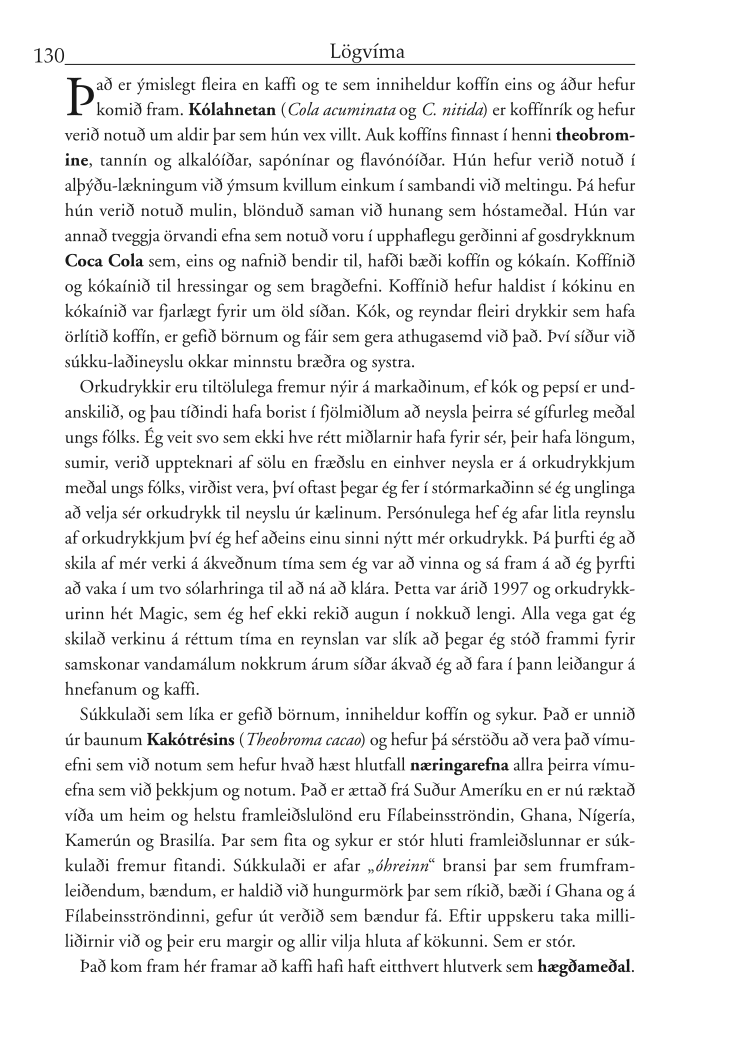 130
Lögvíma
Það er ýmislegt fleira en kaffi og te sem inniheldur koffín eins og áður hefur
komið fram. Kólahnetan (Cola acuminata og C. nitida) er koffínrík og hefur
verið notuð um aldir þar sem hún vex villt. Auk koffíns finnast í henni theobrom-
ine, tannín og alkalóíðar, sapónínar og flavónóíðar. Hún hefur verið notuð í
alþýðu-lækningum við ýmsum kvillum einkum í sambandi við meltingu. Þá hefur
hún verið notuð mulin, blönduð saman við hunang sem hóstameðal. Hún var
annað tveggja örvandi efna sem notuð voru í upphaflegu gerðinni af gosdrykknum
Coca Cola sem, eins og nafnið bendir til, hafði bæði koffín og kókaín. Koffínið
og kókaínið til hressingar og sem bragðefni. Koffínið hefur haldist í kókinu en
kókaínið var fjarlægt fyrir um öld síðan. Kók, og reyndar fleiri drykkir sem hafa
örlítið koffín, er gefið börnum og fáir sem gera athugasemd við það. Því síður við
súkku-laðineyslu okkar minnstu bræðra og systra.
Orkudrykkir eru tiltölulega fremur nýir á markaðinum, ef kók og pepsí er und-
anskilið, og þau tíðindi hafa borist í fjölmiðlum að neysla þeirra sé gífurleg meðal
ungs fólks. Ég veit svo sem ekki hve rétt miðlarnir hafa fyrir sér, þeir hafa löngum,
sumir, verið uppteknari af sölu en fræðslu en einhver neysla er á orkudrykkjum
meðal ungs fólks, virðist vera, því oftast þegar ég fer í stórmarkaðinn sé ég unglinga
að velja sér orkudrykk til neyslu úr kælinum. Persónulega hef ég afar litla reynslu
af orkudrykkjum því ég hef aðeins einu sinni nýtt mér orkudrykk. Þá þurfti ég að
skila af mér verki á ákveðnum tíma sem ég var að vinna og sá fram á að ég þyrfti
að vaka í um tvo sólarhringa til að ná að klára. Þetta var árið 1997 og orkudrykk-
urinn hét Magic, sem ég hef ekki rekið augun í nokkuð lengi. Alla vega gat ég
skilað verkinu á réttum tíma en reynslan var slík að þegar ég stóð frammi fyrir
samskonar vandamálum nokkrum árum síðar ákvað ég að fara í þann leiðangur á
hnefanum og kaffi.
Súkkulaði sem líka er gefið börnum, inniheldur koffín og sykur. Það er unnið
úr baunum Kakótrésins (Theobroma cacao) og hefur þá sérstöðu að vera það vímu-
efni sem við notum sem hefur hvað hæst hlutfall næringarefna allra þeirra vímu-
efna sem við þekkjum og notum. Það er ættað frá Suður Ameríku en er nú ræktað
víða um heim og helstu framleiðslulönd eru Fílabeinsströndin, Ghana, Nígería,
Kamerún og Brasilía. Þar sem fita og sykur er stór hluti framleiðslunnar er súk-
kulaði fremur fitandi. Súkkulaði er afar „óhreinn“ bransi þar sem frumfram-
leiðendum, bændum, er haldið við hungurmörk þar sem ríkið, bæði í Ghana og á
Fílabeinsströndinni, gefur út verðið sem bændur fá. Eftir uppskeru taka milli-
liðirnir við og þeir eru margir og allir vilja hluta af kökunni. Sem er stór.
Það kom fram hér framar að kaffi hafi haft eitthvert hlutverk sem hægðameðal.